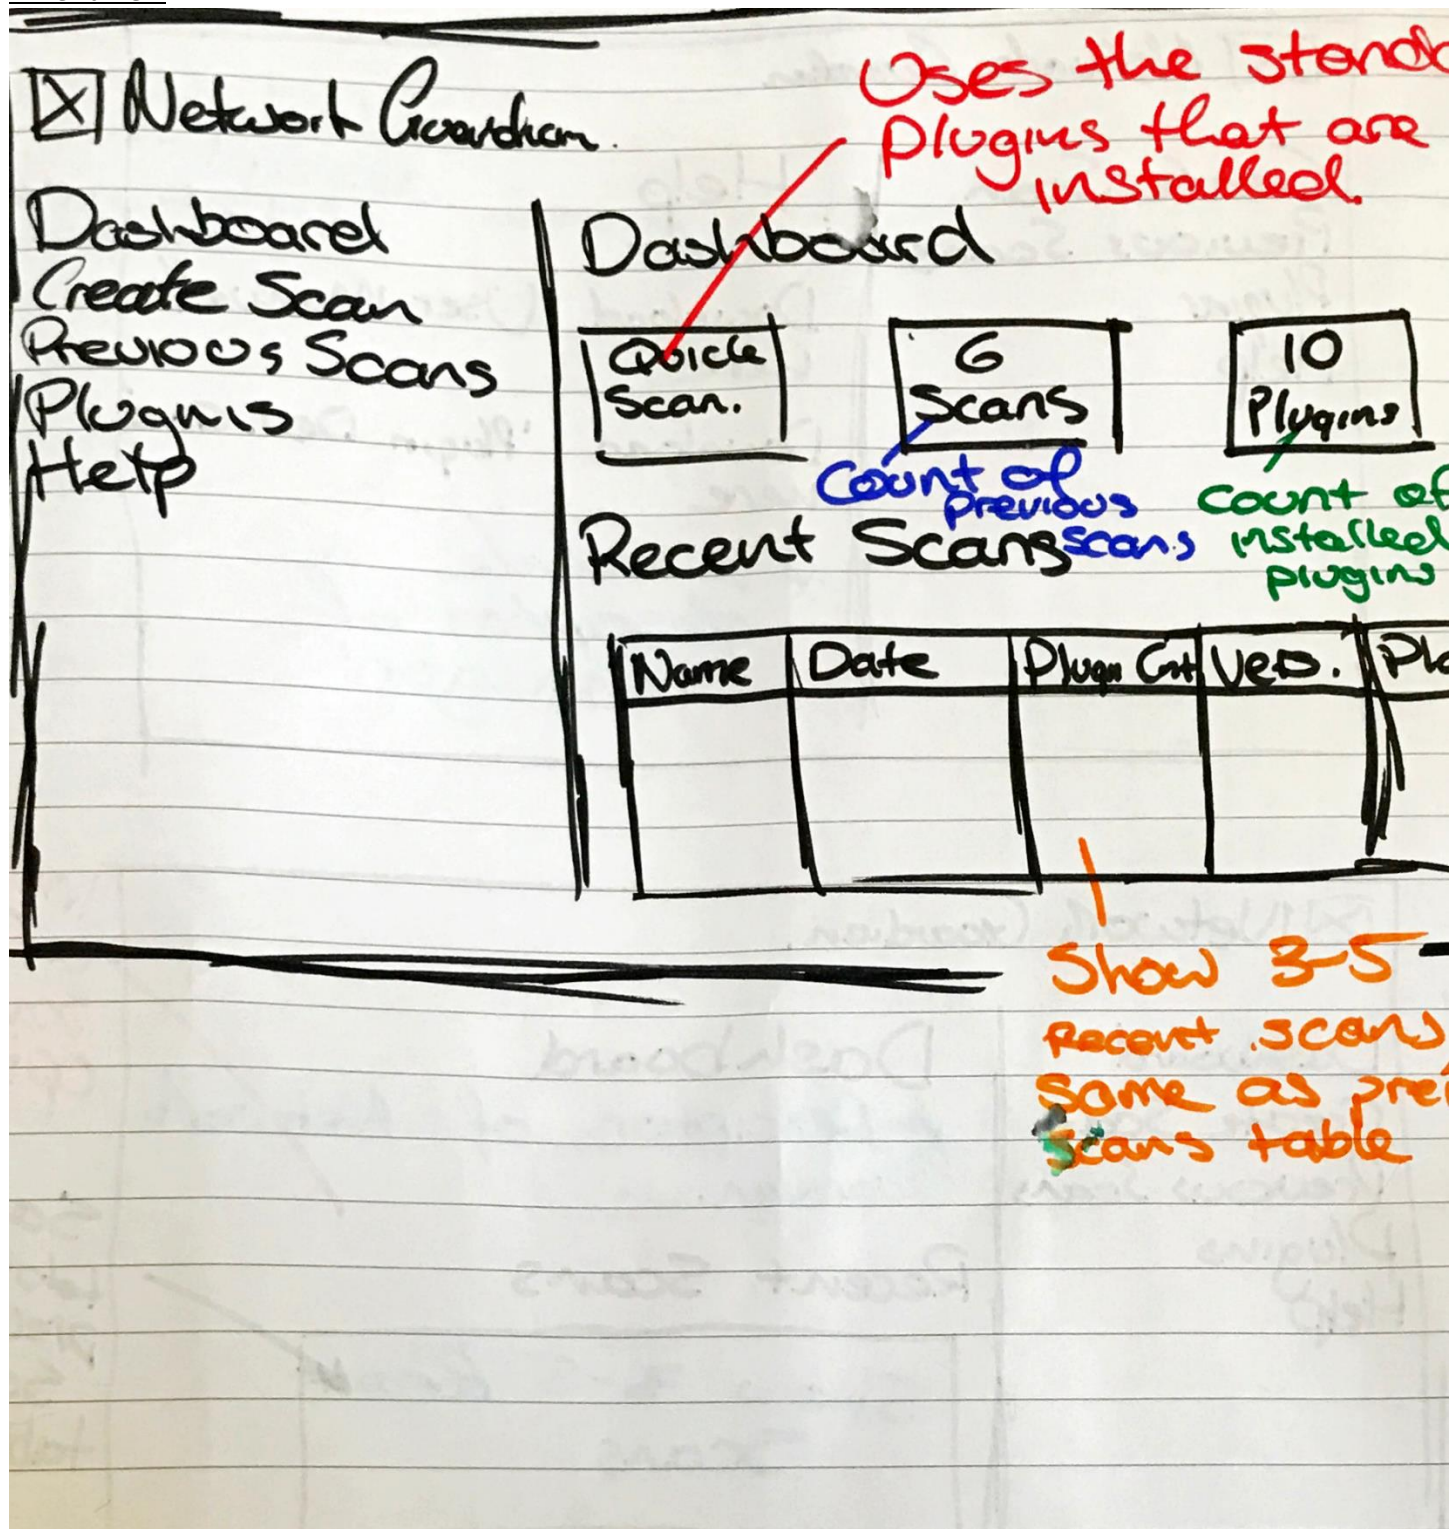 Uses the
plugins that are
installed.
Network Guardian.
Dashboard
Create Scan
Previous Scans
Plugins
Help
Dashboard
Quick
Scan.
6
Scans
10
Plugins
Count of
previous
scans
Count of
installed
plugins
Recent Scans
Name Date Plugin Cnt Vers.
Show 3-5
Recent scans
Same as
scans table